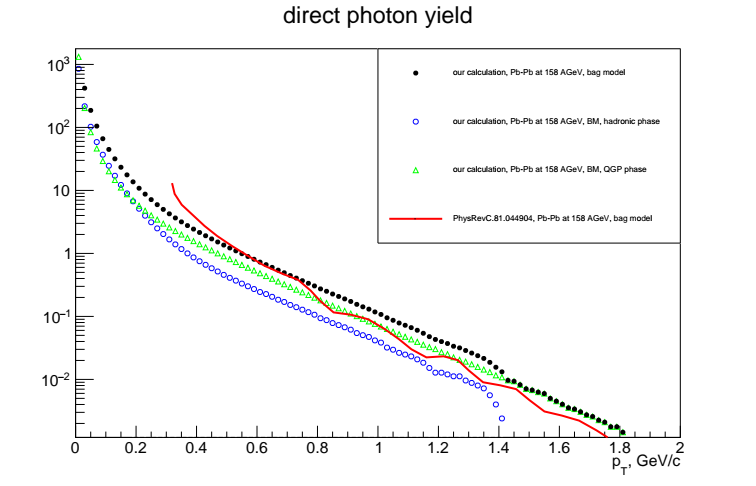 direct photon yield
10³
10²
10
1
10⁻¹
10⁻²
our calculation, Pb-Pb at 158 AGeV, bag model
our calculation, Pb-Pb at 158 AGeV, BM, hadronic phase
our calculation, Pb-Pb at 158 AGeV, BM, QGP phase
PhysRevC.81.044904, Pb-Pb at 158 AGeV, bag model
0 0.2 0.4 0.6 0.8 1 1.2 1.4 1.6 1.8 2
p_T, GeV/c